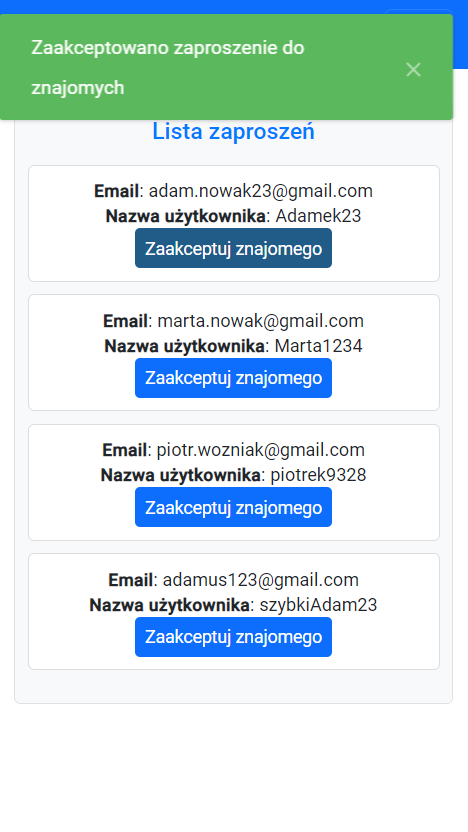 Zaakceptowano zaproszenie do
znajomych
Lista zaproszeń
Email: adam.nowak23@gmail.com
Nazwa użytkownika: Adamek23
Zaakceptuj znajomego
Email: marta.nowak@gmail.com
Nazwa użytkownika: Marta1234
Zaakceptuj znajomego
Email: piotr.wozniak@gmail.com
Nazwa użytkownika: piotrek9328
Zaakceptuj znajomego
Email: adamus123@gmail.com
Nazwa użytkownika: szybkiAdam23
Zaakceptuj znajomego